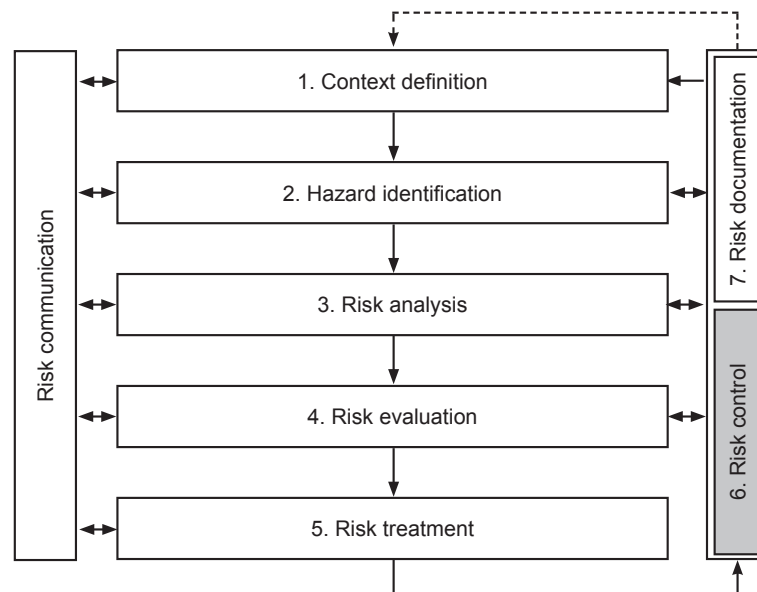 1. Context definition
2. Hazard identification
3. Risk analysis
4. Risk evaluation
5. Risk treatment
Risk communication
7. Risk documentation
6. Risk control